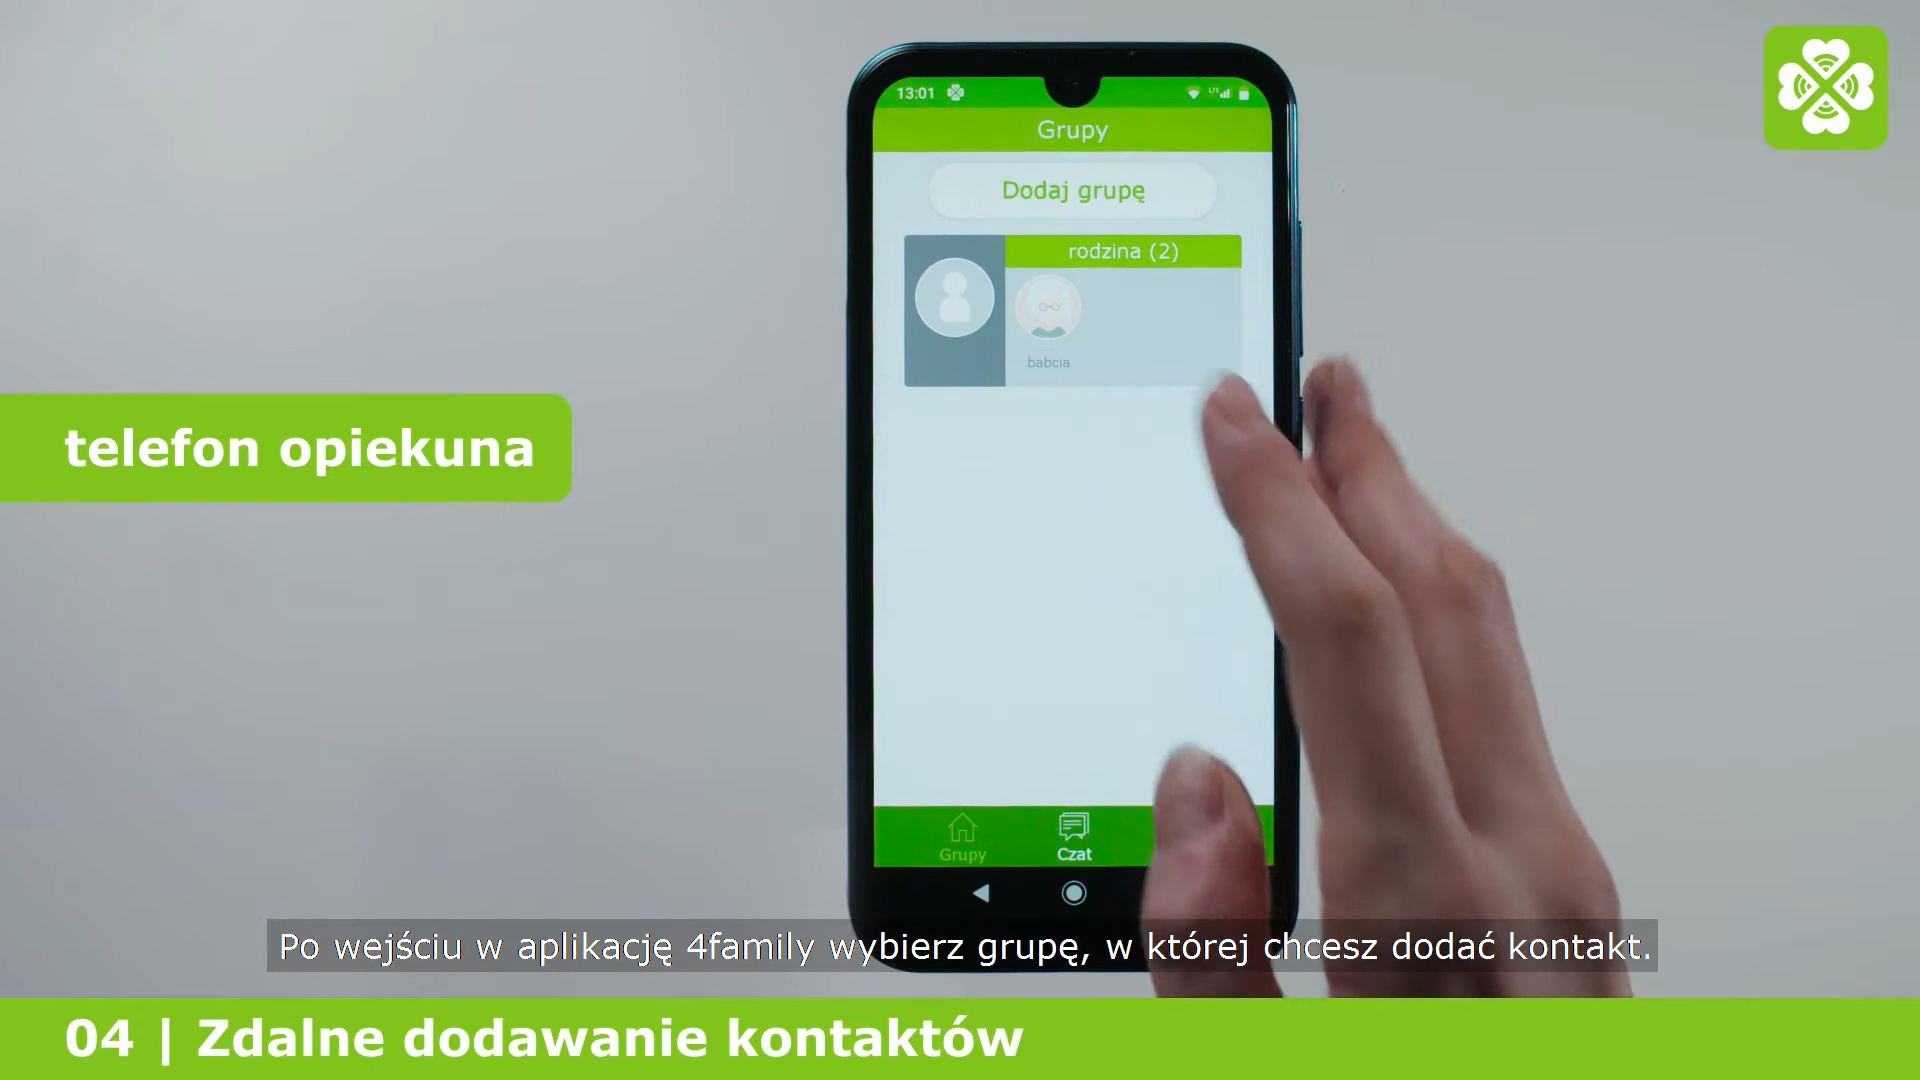 13:01
LTE
Grupy
Dodaj grupę
rodzina (2)
babcia
telefon opiekuna
Grupy
Czat
Po wejściu w aplikację 4family wybierz grupę, w której chcesz dodać kontakt.
04 | Zdalne dodawanie kontaktów